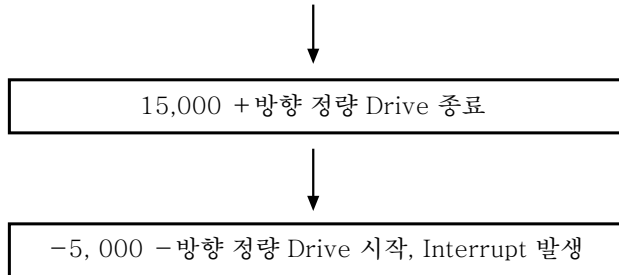 15,000 +방향 정량 Drive 종료
-5, 000 -방향 정량 Drive 시작, Interrupt 발생